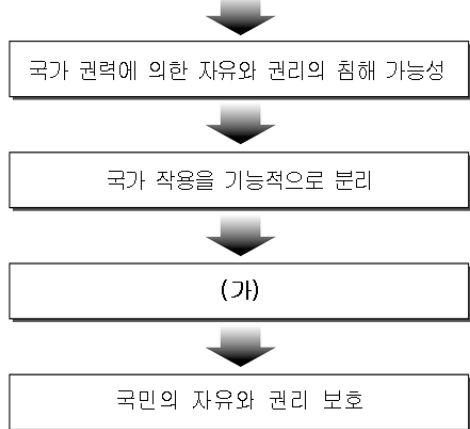 국가 권력에 의한 자유와 권리의 침해 가능성
국가 작용을 기능적으로 분리
(가)
국민의 자유와 권리 보호